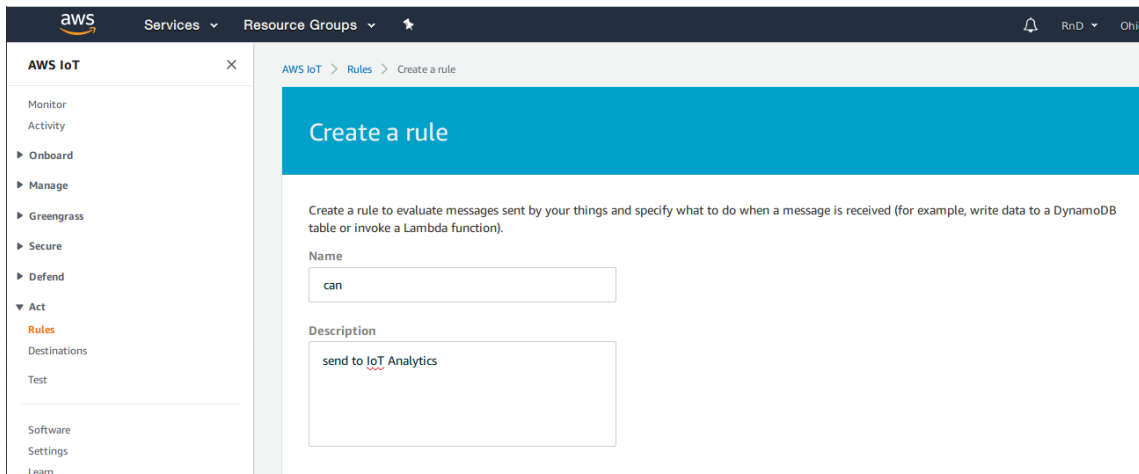 aws
Services
Resource Groups
RnD
AWS IoT
AWS IoT > Rules > Create a rule
Monitor
Activity
Onboard
Manage
Greengrass
Secure
Defend
Act
Rules
Destinations
Test
Software
Settings
Learn
Create a rule
Create a rule to evaluate messages sent by your things and specify what to do when a message is received (for example, write data to a DynamoDB
table or invoke a Lambda function).
Name
can
Description
send to IoT Analytics